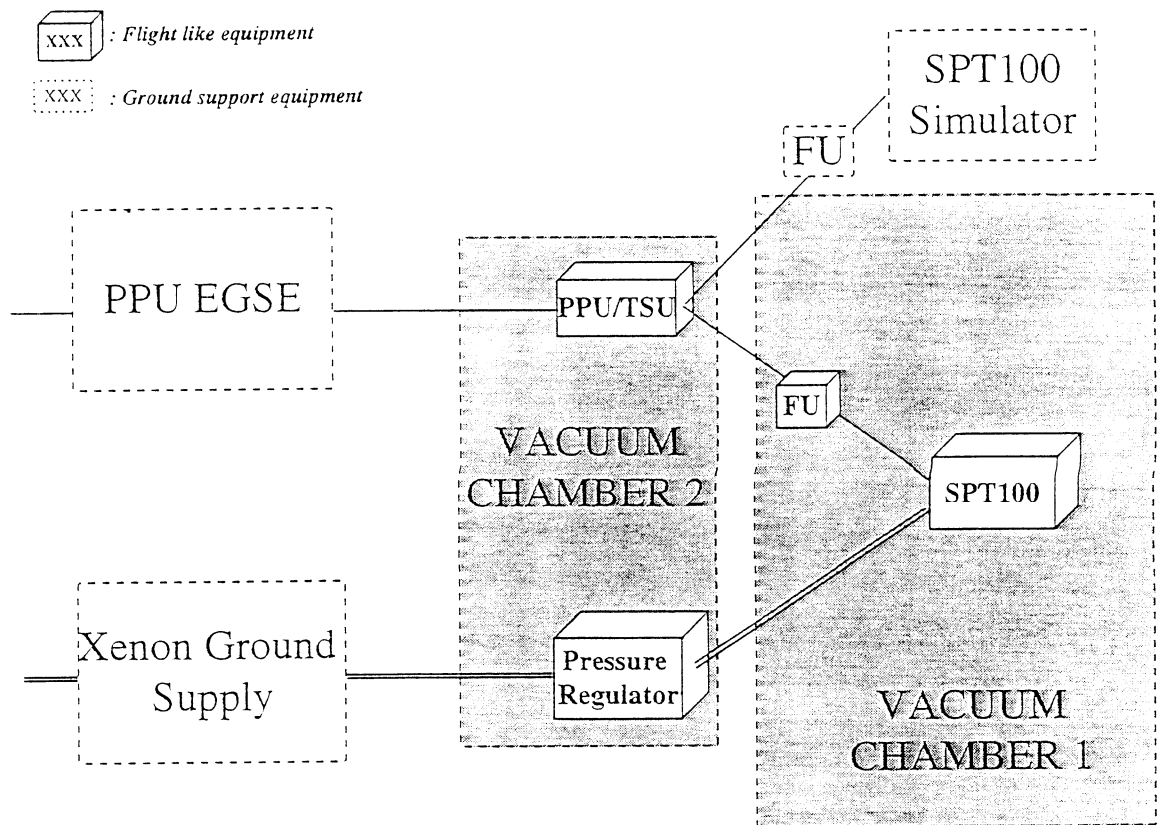 XXX : Flight like equipment
XXX : Ground support equipment
SPT100
Simulator
FU
PPU EGSE
PPU/TSU
FU
VACUUM
CHAMBER 2
SPT100
Xenon Ground
Supply
Pressure
Regulator
VACUUM
CHAMBER 1